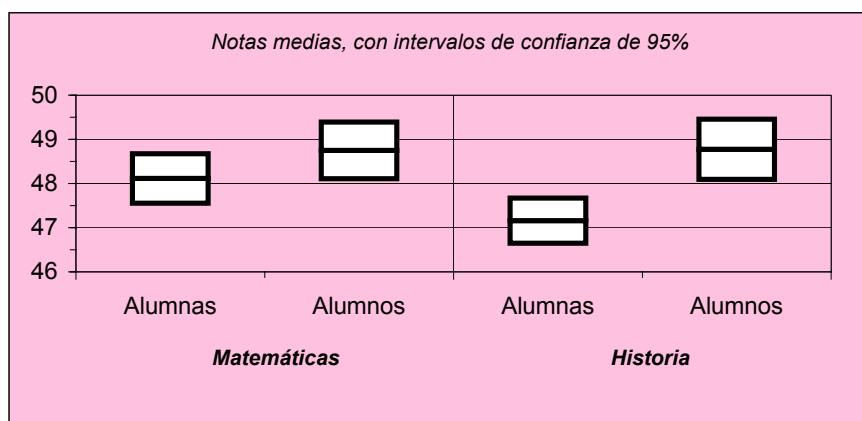 Notas medias, con intervalos de confianza de 95%
50
49
48
47
46
Alumnas Alumnos Alumnas Alumnos
Matemáticas Historia